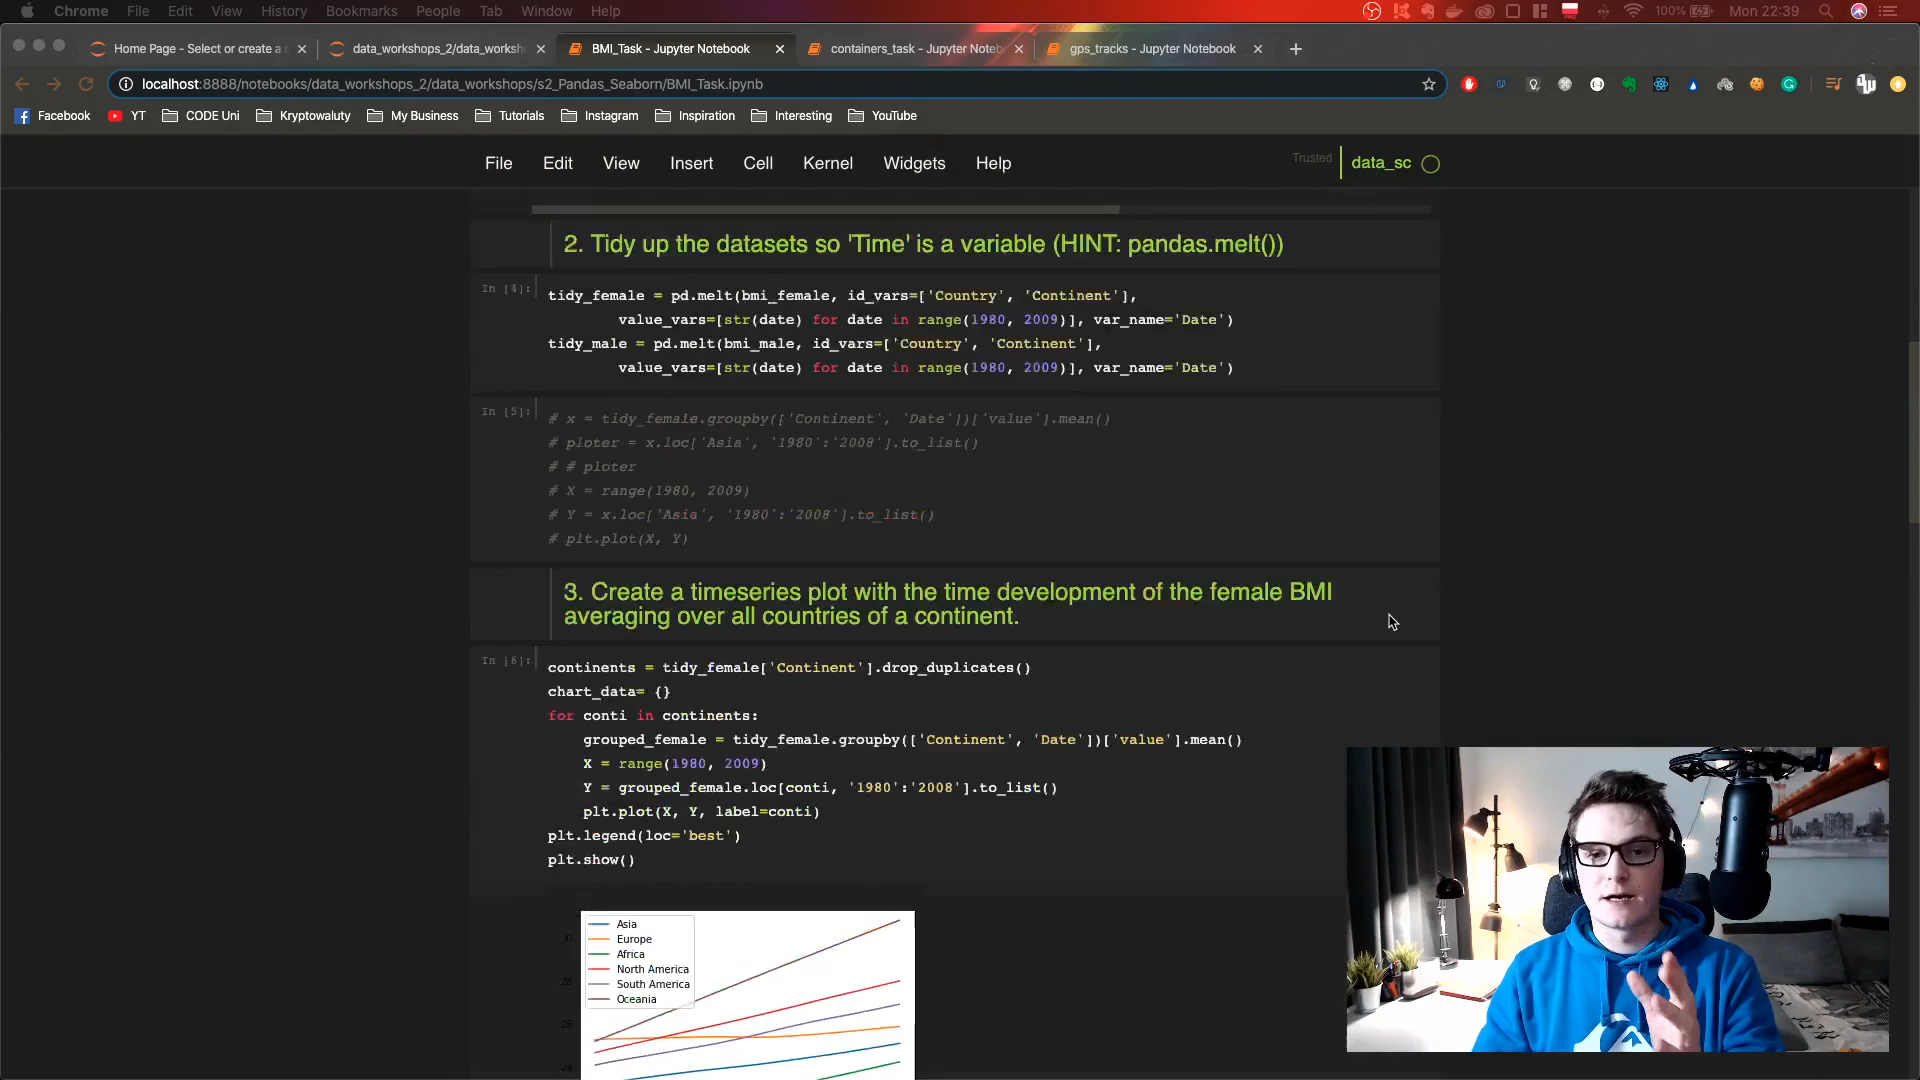 Chrome File Edit View History Bookmarks People Tab Window Help 100% Mon 22:39
Home Page - Select or create a data_workshops_2/data_worksh BMI_Task - Jupyter Notebook containers_task - Jupyter Noteb gps_tracks - Jupyter Notebook
localhost:8888/notebooks/data_workshops_2/data_workshops/s2_Pandas_Seaborn/BMI_Task.ipynb
Facebook YT CODE Uni Kryptowaluty My Business Tutorials Instagram Inspiration Interesting YouTube
File Edit View Insert Cell Kernel Widgets Help Trusted data_sc
2. Tidy up the datasets so 'Time' is a variable (HINT: pandas.melt())
In [4]: tidy_female = pd.melt(bmi_female, id_vars=['Country', 'Continent'],
value_vars=[str(date) for date in range(1980, 2009)], var_name='Date')
tidy_male = pd.melt(bmi_male, id_vars=['Country', 'Continent'],
value_vars=[str(date) for date in range(1980, 2009)], var_name='Date')
In [5]: # x = tidy_female.groupby(['Continent', 'Date'])['value'].mean()
# ploter = x.loc['Asia', '1980':'2008'].to_list()
# # ploter
# X = range(1980, 2009)
# Y = x.loc['Asia', '1980':'2008'].to_list()
# plt.plot(X, Y)
3. Create a timeseries plot with the time development of the female BMI
averaging over all countries of a continent.
In [6]: continents = tidy_female['Continent'].drop_duplicates()
chart_data= {}
for conti in continents:
grouped_female = tidy_female.groupby(['Continent', 'Date'])['value'].mean()
X = range(1980, 2009)
Y = grouped_female.loc[conti, '1980':'2008'].to_list()
plt.plot(X, Y, label=conti)
plt.legend(loc='best')
plt.show()
Asia
Europe
30
Africa
North America
28
South America
Oceania
26
24